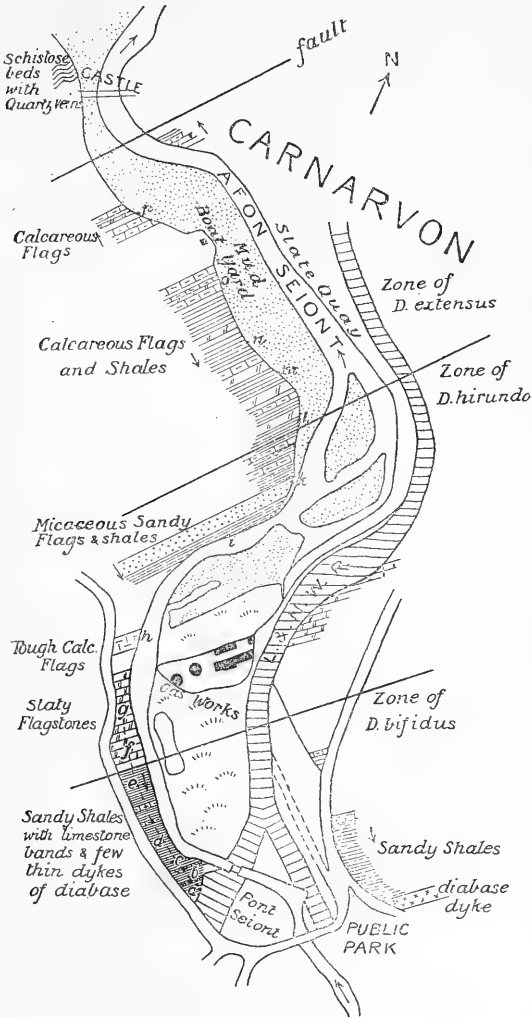 fault
N
Schistose
beds
with
Quartz vein.
CASTLE
CARNARVON
AFON SEIONT
Slate Quay
Mud
Boat Yard
Calcareous
Flags
Zone of
D. extensus
Calcareous Flags
and Shales
Zone of
D. hirundo
Micaceous Sandy
Flags & shales
i
L. & N. W. R.
Tough Calc.
Flags
h
Gas Works
Slaty
Flagstones
g
f
Zone of
D. bifidus
e
Sandy Shales
with limestone
bands & few
thin dykes
of diabase
d
c
b
a
Sandy Shales
diabase
dyke
Pont
Seiont
PUBLIC
PARK